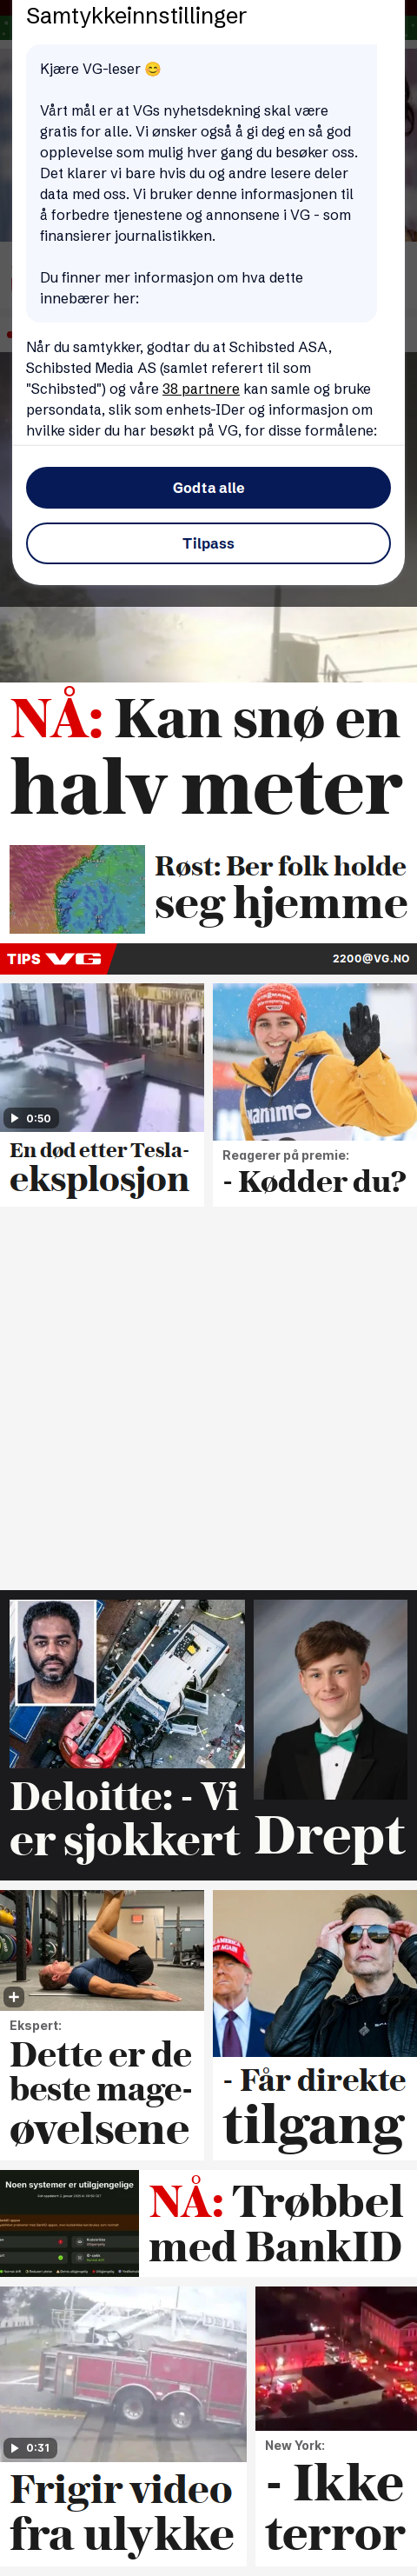 Samtykkeinnstillinger
Kjære VG-leser 😊
Vårt mål er at VGs nyhetsdekning skal være
gratis for alle. Vi ønsker også å gi deg en så god
opplevelse som mulig hver gang du besøker oss.
Det klarer vi bare hvis du og andre lesere deler
data med oss. Vi bruker denne informasjonen til
å forbedre tjenestene og annonsene i VG - som
finansierer journalistikken.
Du finner mer informasjon om hva dette
innebærer her:
Når du samtykker, godtar du at Schibsted ASA,
Schibsted Media AS (samlet referert til som
"Schibsted") og våre 38 partnere kan samle og bruke
persondata, slik som enhets-IDer og informasjon om
hvilke sider du har besøkt på VG, for disse formålene:
Godta alle
Tilpass
NÅ: Kan snø en
halv meter
Røst: Ber folk holde
seg hjemme
TIPS VG
2200@VG.NO
0:50
En død etter Tesla-
eksplosjon
Reagerer på premie:
- Kødder du?
Deloitte: - Vi
er sjokkert
Drept
Ekspert:
Dette er de
beste mage-
øvelsene
- Får direkte
tilgang
Noen systemer er utilgjengelige
NÅ: Trøbbel
med BankID
0:31
Frigir video
fra ulykke
New York:
- Ikke
terror